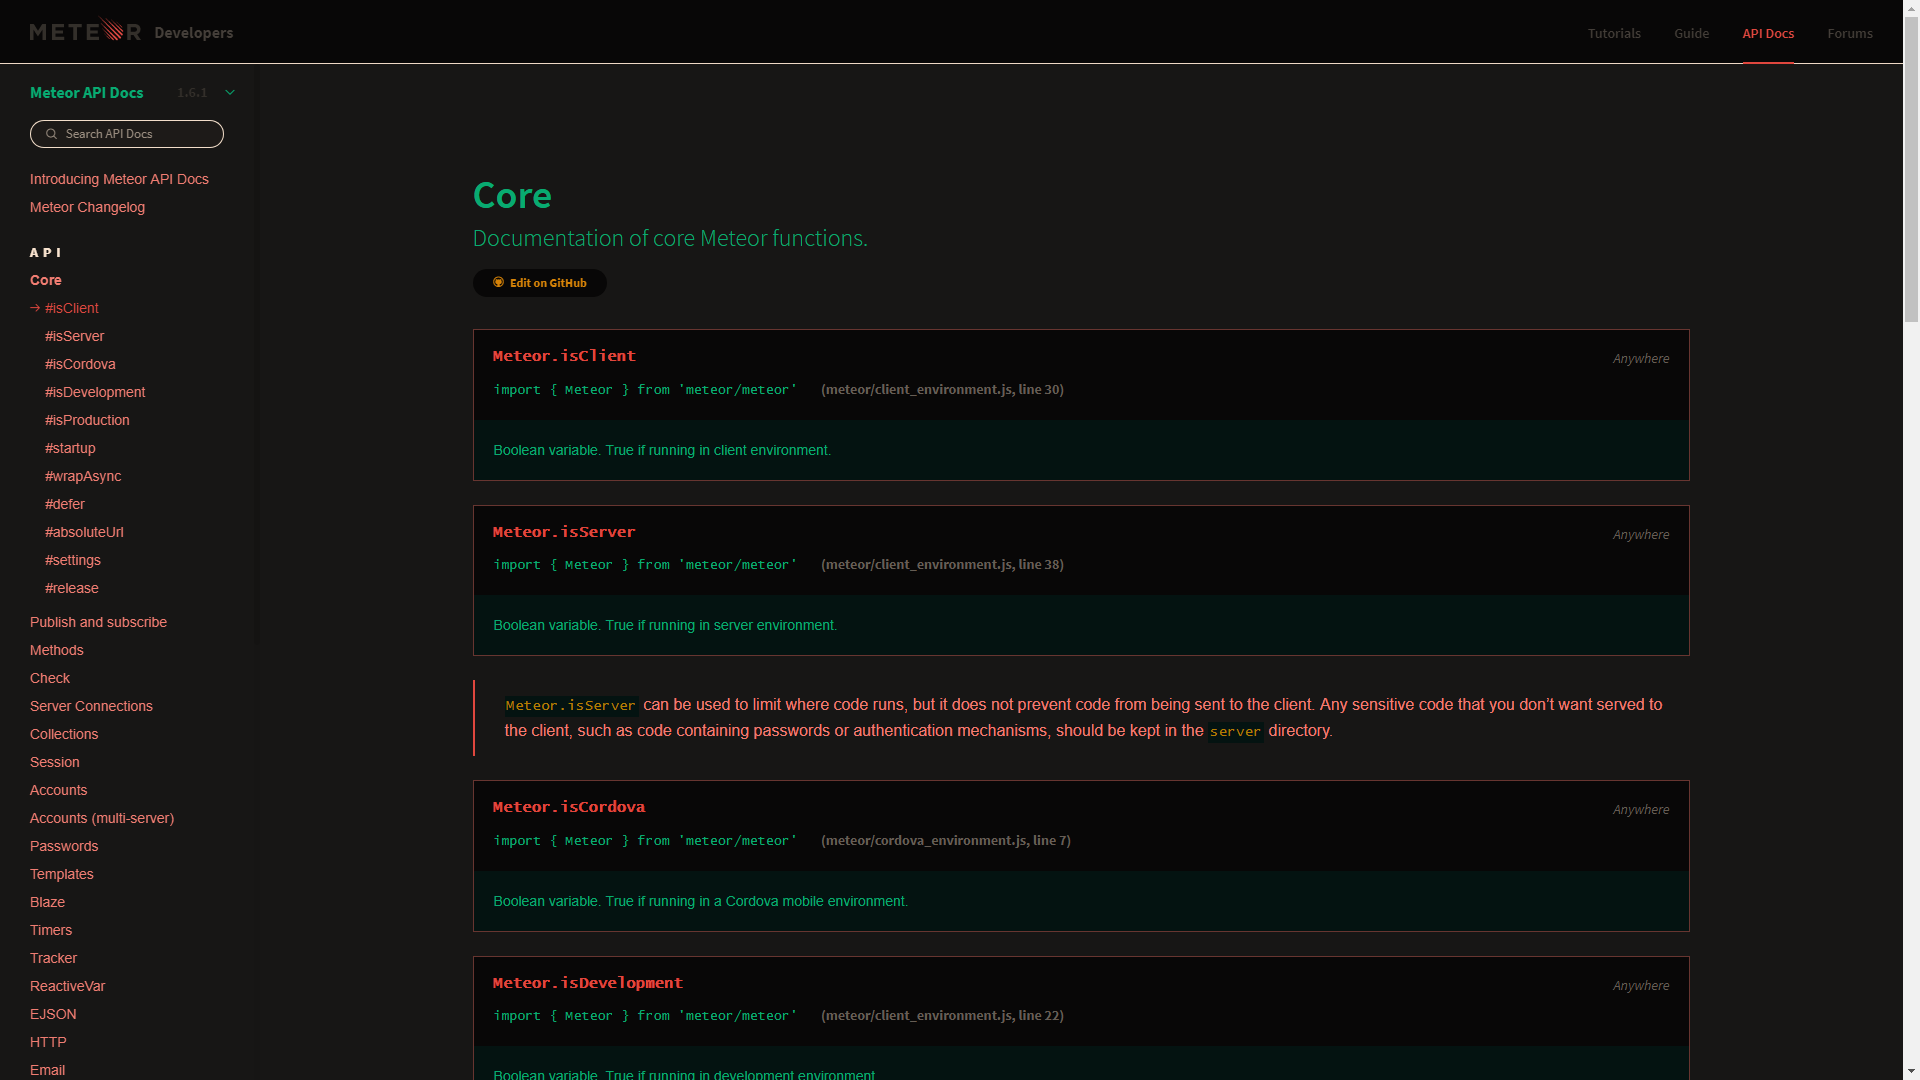 METEOR Developers
Tutorials Guide API Docs Forums
Meteor API Docs 1.6.1
Search API Docs
Introducing Meteor API Docs
Meteor Changelog
API
Core
#isClient
#isServer
#isCordova
#isDevelopment
#isProduction
#startup
#wrapAsync
#defer
#absoluteUrl
#settings
#release
Publish and subscribe
Methods
Check
Server Connections
Collections
Session
Accounts
Accounts (multi-server)
Passwords
Templates
Blaze
Timers
Tracker
ReactiveVar
EJSON
HTTP
Email
Core
Documentation of core Meteor functions.
Edit on GitHub
Meteor.isClient
Anywhere
import { Meteor } from 'meteor/meteor' (meteor/client_environment.js, line 30)
Boolean variable. True if running in client environment.
Meteor.isServer
Anywhere
import { Meteor } from 'meteor/meteor' (meteor/client_environment.js, line 38)
Boolean variable. True if running in server environment.
Meteor.isServer can be used to limit where code runs, but it does not prevent code from being sent to the client. Any sensitive code that you don’t want served to
the client, such as code containing passwords or authentication mechanisms, should be kept in the server directory.
Meteor.isCordova
Anywhere
import { Meteor } from 'meteor/meteor' (meteor/cordova_environment.js, line 7)
Boolean variable. True if running in a Cordova mobile environment.
Meteor.isDevelopment
Anywhere
import { Meteor } from 'meteor/meteor' (meteor/client_environment.js, line 22)
Boolean variable. True if running in development environment.